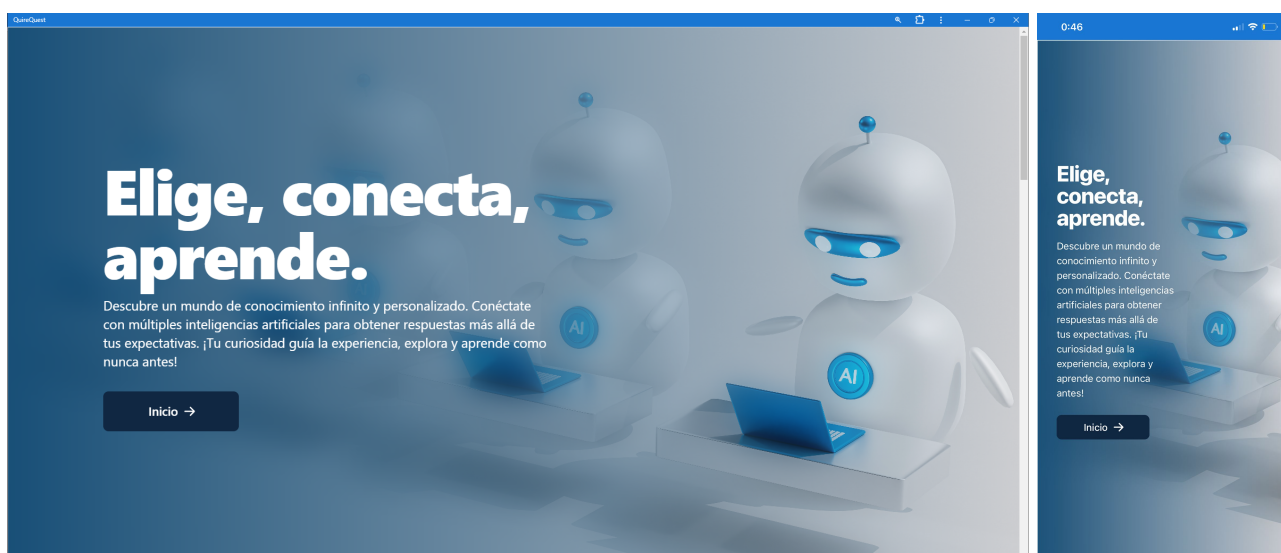 QuireQuest
Elige, conecta,
aprende.
Descubre un mundo de conocimiento infinito y personalizado. Conéctate
con múltiples inteligencias artificiales para obtener respuestas más allá de
tus expectativas. ¡Tu curiosidad guía la experiencia, explora y aprende como
nunca antes!
Inicio →
AI
AI
0:46
Elige,
conecta,
aprende.
Descubre un mundo de
conocimiento infinito y
personalizado. Conéctate
con múltiples inteligencias
artificiales para obtener
respuestas más allá de
tus expectativas. ¡Tu
curiosidad guía la
experiencia, explora y
aprende como nunca
antes!
Inicio →
AI